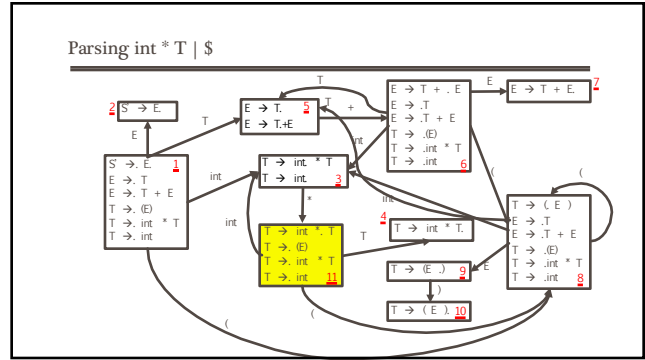 Parsing int * T | $
2
S' → E.
E
S' →. E.
E →. T
E →. T + E
T →. (E)
T →. int * T
T →. int
1
T
E → T.
E → T.+E
5
T
T
+
E → T + . E
E → .T
E → .T + E
T → .(E)
T → .int * T
T → .int
6
E
E → T + E.
7
int
int
T → int. * T
T → int.
3
*
int
T → int *. T
T →. (E)
T →. int * T
T →. int
11
T
4
T → int * T.
int
(
(
T → (. E )
E → .T
E → .T + E
T → .(E)
T → .int * T
T → .int
8
E
T → (E .)
9
)
T → ( E ).
10
(
(